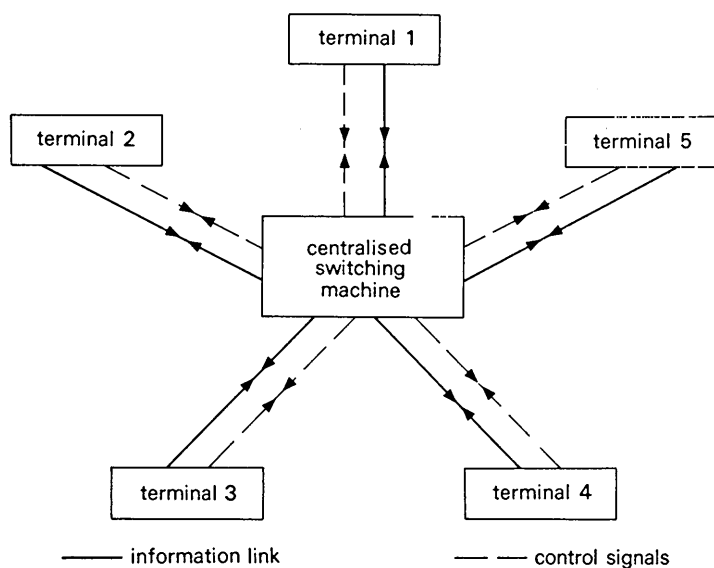 terminal 1
terminal 2
terminal 5
centralised
switching
machine
terminal 3
terminal 4
information link
control signals